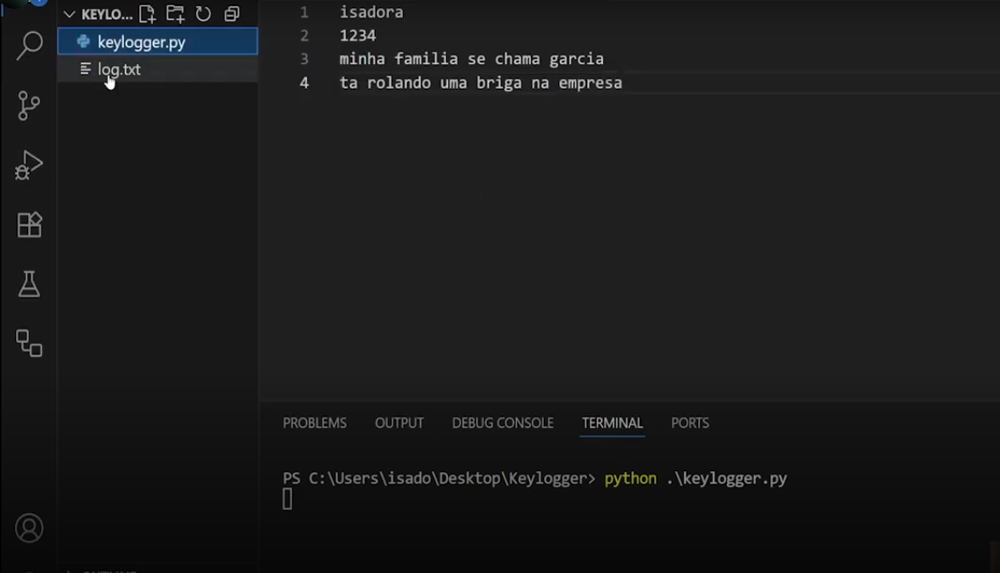 KEYLO...
keylogger.py
log.txt
1 isadora
2 1234
3 minha familia se chama garcia
4 ta rolando uma briga na empresa
PROBLEMS OUTPUT DEBUG CONSOLE TERMINAL PORTS
PS C:\Users\isado\Desktop\Keylogger> python .\keylogger.py